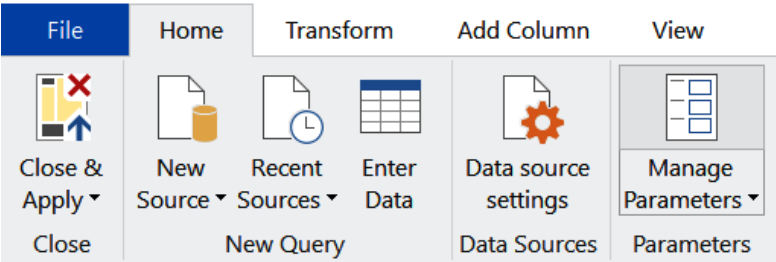 File Home Transform Add Column View
Close & New Recent Enter Data source Manage
Apply Source Sources Data settings Parameters
Close New Query Data Sources Parameters